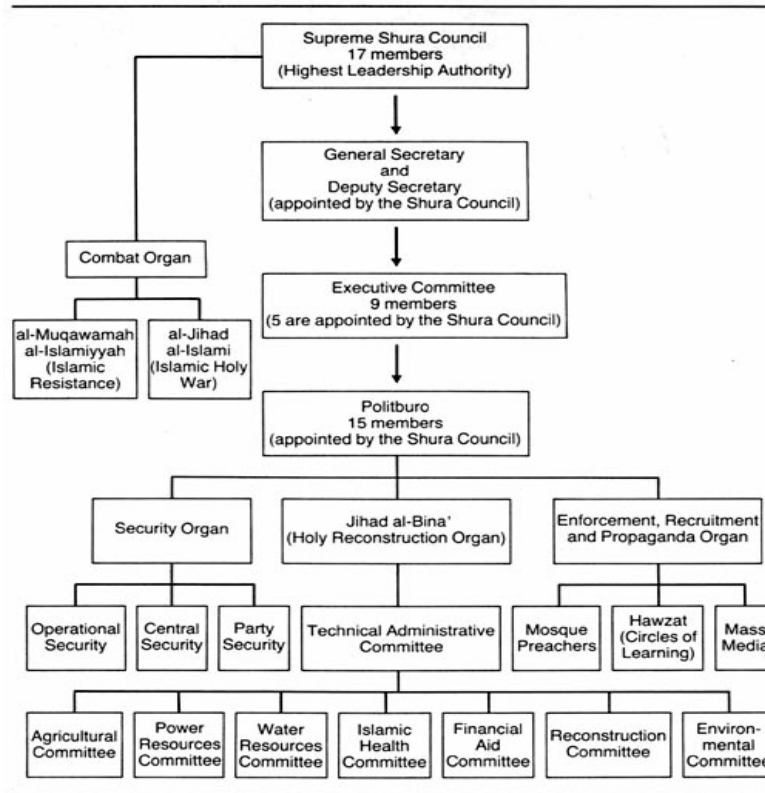 Supreme Shura Council
17 members
(Highest Leadership Authority)
General Secretary
and
Deputy Secretary
(appointed by the Shura Council)
Combat Organ
Executive Committee
9 members
(5 are appointed by the Shura Council)
al-Muqawamah
al-Islamiyyah
(Islamic
Resistance)
al-Jihad
al-Islami
(Islamic Holy
War)
Politburo
15 members
(appointed by the Shura Council)
Security Organ
Jihad al-Bina'
(Holy Reconstruction Organ)
Enforcement, Recruitment
and Propaganda Organ
Operational
Security
Central
Security
Party
Security
Technical Administrative
Committee
Mosque
Preachers
Hawzat
(Circles of
Learning)
Mass
Media
Agricultural
Committee
Power
Resources
Committee
Water
Resources
Committee
Islamic
Health
Committee
Financial
Aid
Committee
Reconstruction
Committee
Environ-
mental
Committee